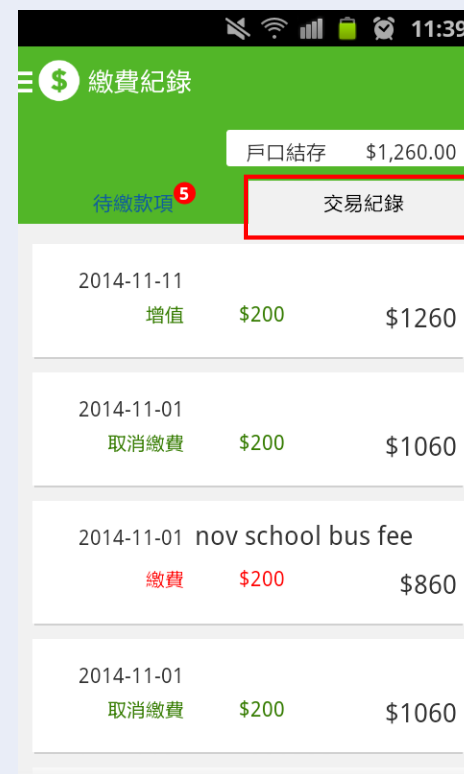 11:39
$ 繳費紀錄
戶口結存 $1,260.00
待繳款項 5 交易紀錄
2014-11-11
增值 $200 $1260
2014-11-01
取消繳費 $200 $1060
2014-11-01 nov school bus fee
繳費 $200 $860
2014-11-01
取消繳費 $200 $1060